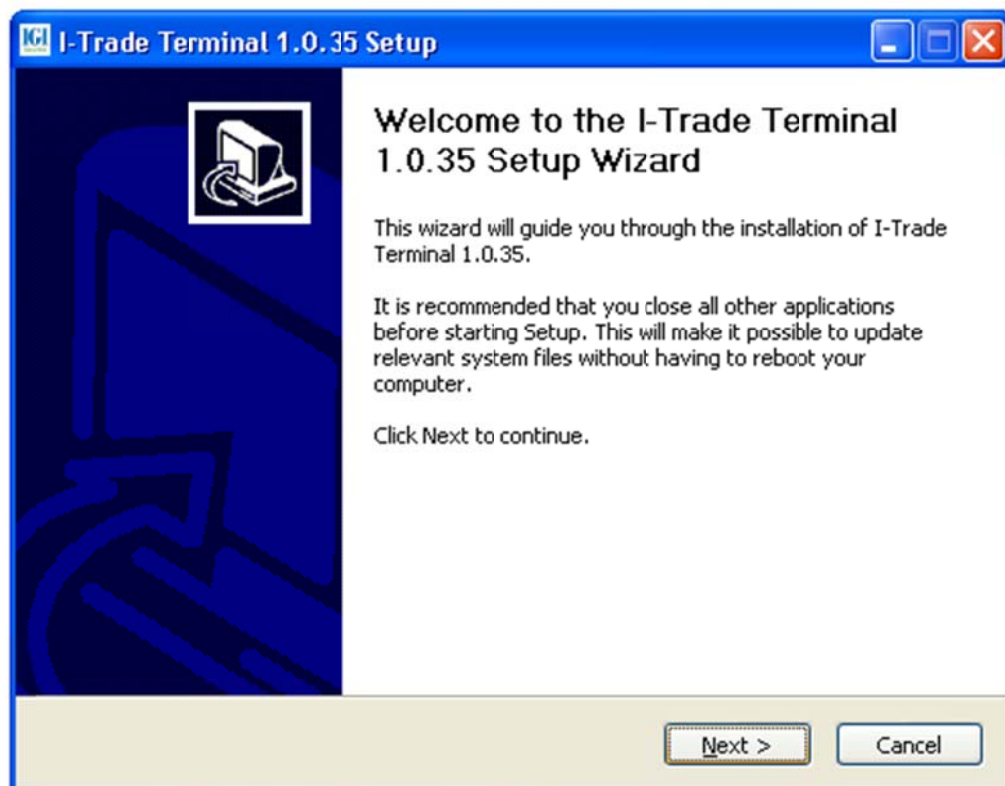 IGI
I-Trade Terminal 1.0.35 Setup
Welcome to the I-Trade Terminal
1.0.35 Setup Wizard
This wizard will guide you through the installation of I-Trade
Terminal 1.0.35.
It is recommended that you close all other applications
before starting Setup. This will make it possible to update
relevant system files without having to reboot your
computer.
Click Next to continue.
Next >
Cancel